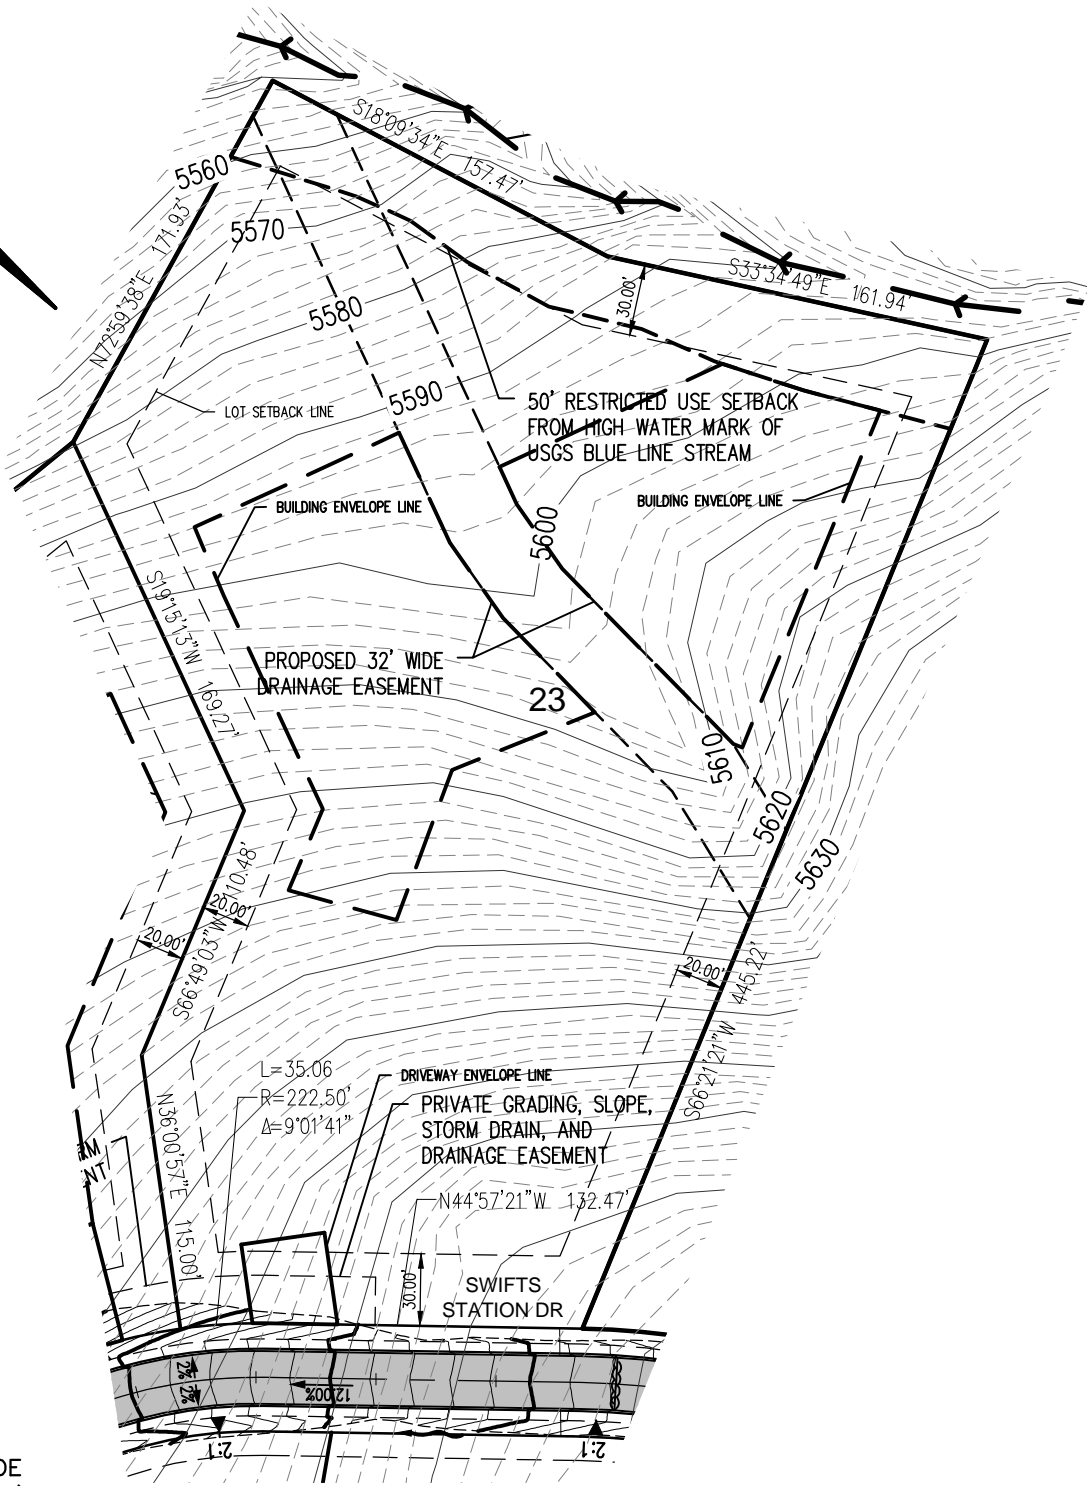 S18°09'34"E 157.47'
5560
5570
N72°59'38"E 171.93'
S33°34'49"E 161.94'
30.00'
5580
5590
LOT SETBACK LINE
50' RESTRICTED USE SETBACK
FROM HIGH WATER MARK OF
USGS BLUE LINE STREAM
BUILDING ENVELOPE LINE
BUILDING ENVELOPE LINE
5600
S19°15'13"W 169.27'
PROPOSED 32' WIDE
DRAINAGE EASEMENT
23
5610
5620
5630
S66°49'03"W 110.48'
20.00'
20.00'
20.00'
S66°21'21"W 445.22'
L=35.06
R=222.50'
Δ=9°01'41"
DRIVEWAY ENVELOPE LINE
PRIVATE GRADING, SLOPE,
STORM DRAIN, AND
DRAINAGE EASEMENT
RM
NT
N36°00'57"E 115.00'
N44°57'21"W 132.47'
30.00'
SWIFTS
STATION DR
2% 2%
12.00%
2:1
2:1
DE